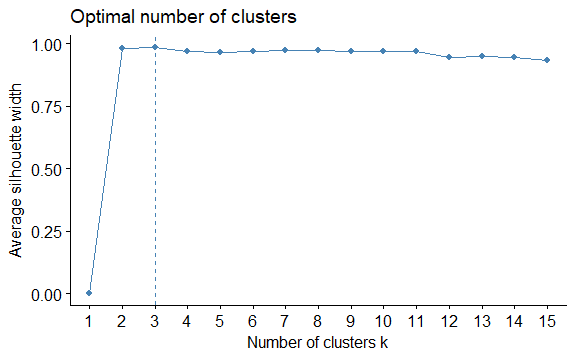 Optimal number of clusters
1.00
0.75
0.50
0.25
0.00
Average silhouette width
1 2 3 4 5 6 7 8 9 10 11 12 13 14 15
Number of clusters k